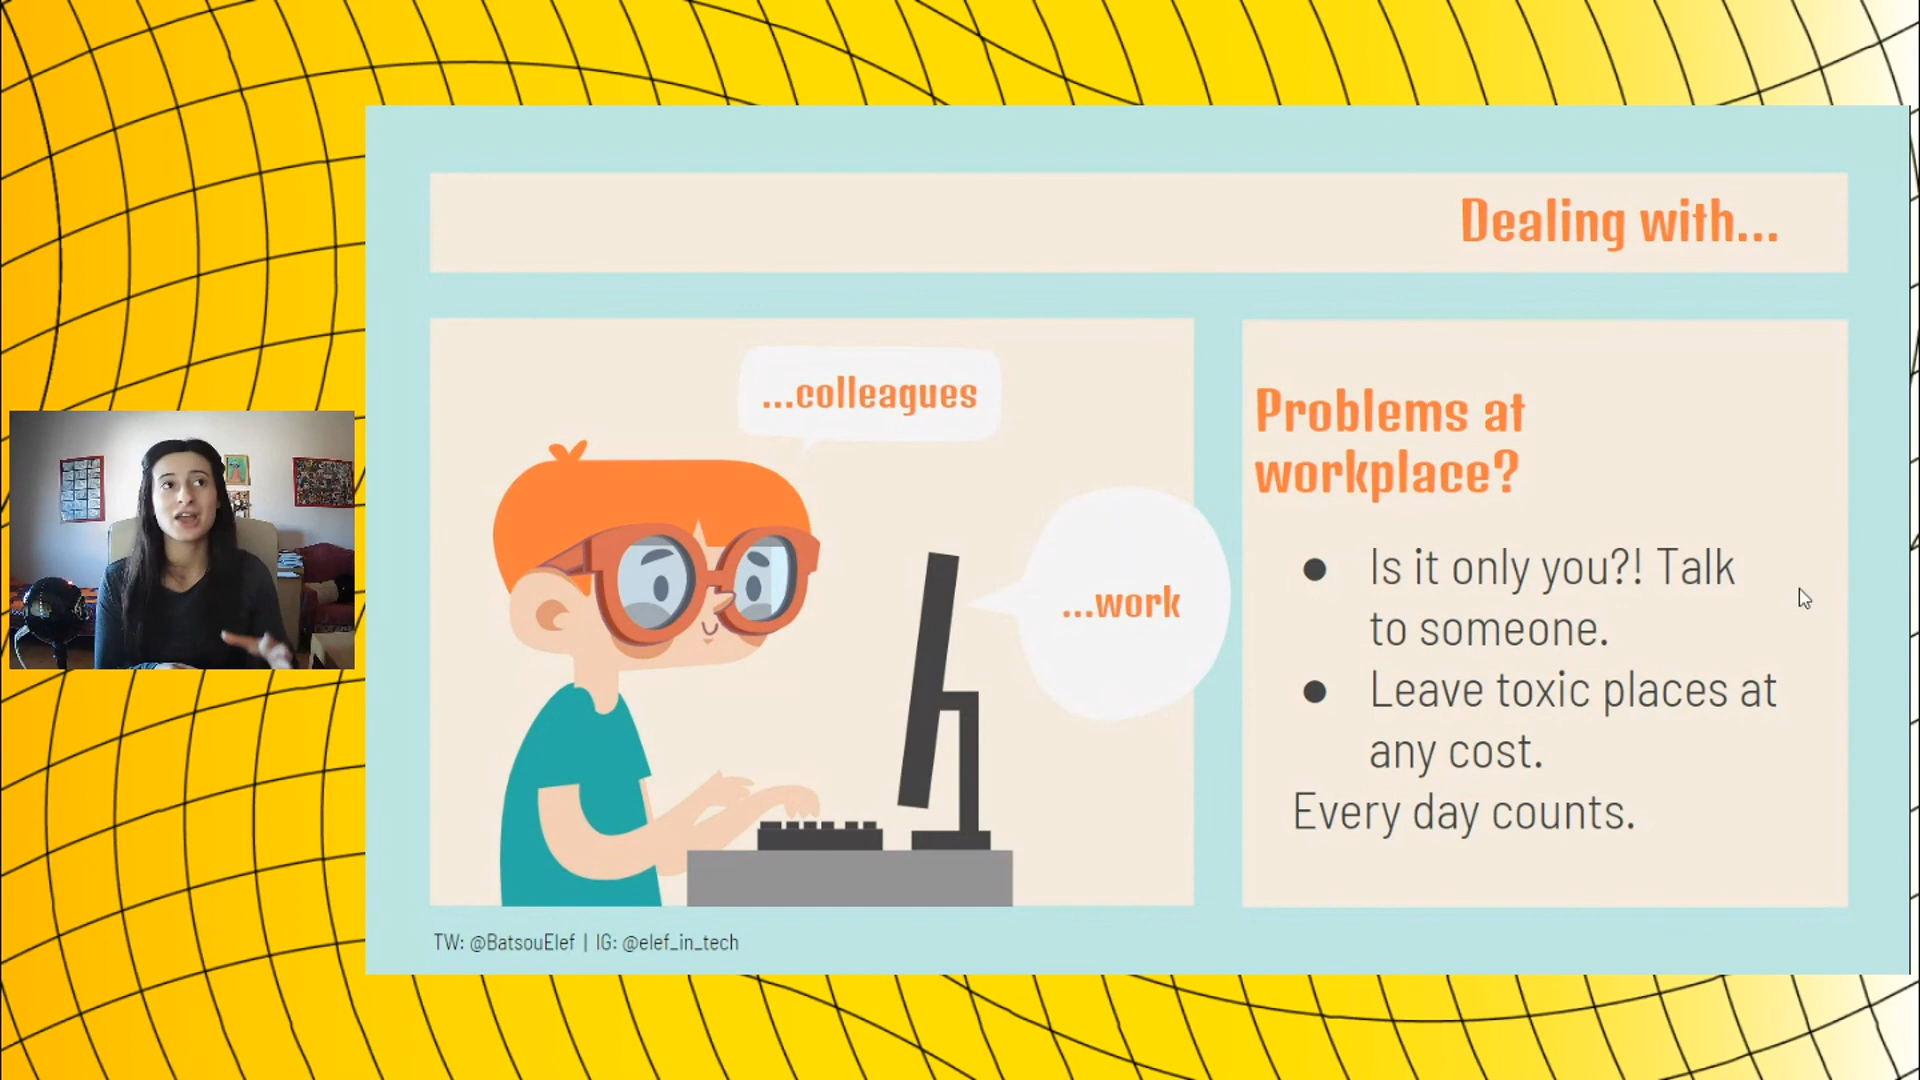 Dealing with...
...colleagues
...work
Problems at
workplace?
● Is it only you?! Talk
to someone.
● Leave toxic places at
any cost.
Every day counts.
TW: @BatsouElef | IG: @elef_in_tech